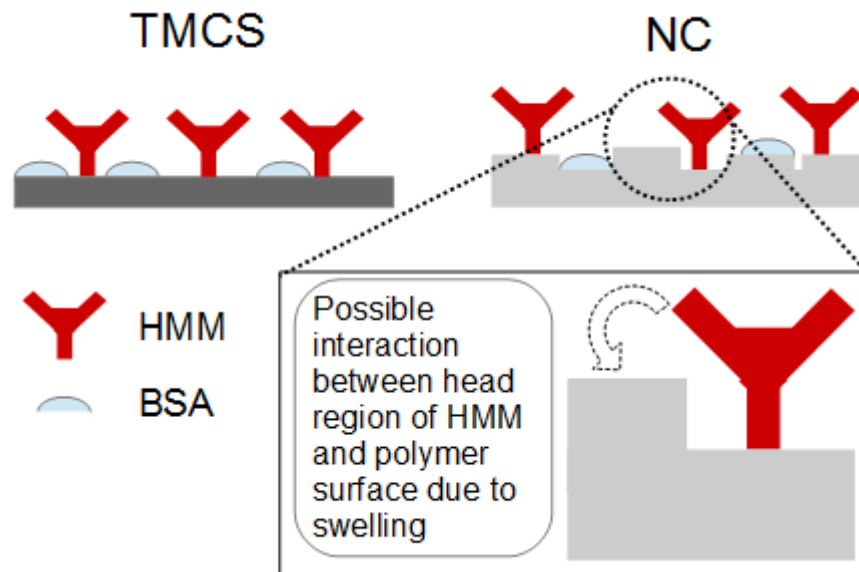 TMCS
NC
HMM
BSA
Possible
interaction
between head
region of HMM
and polymer
surface due to
swelling